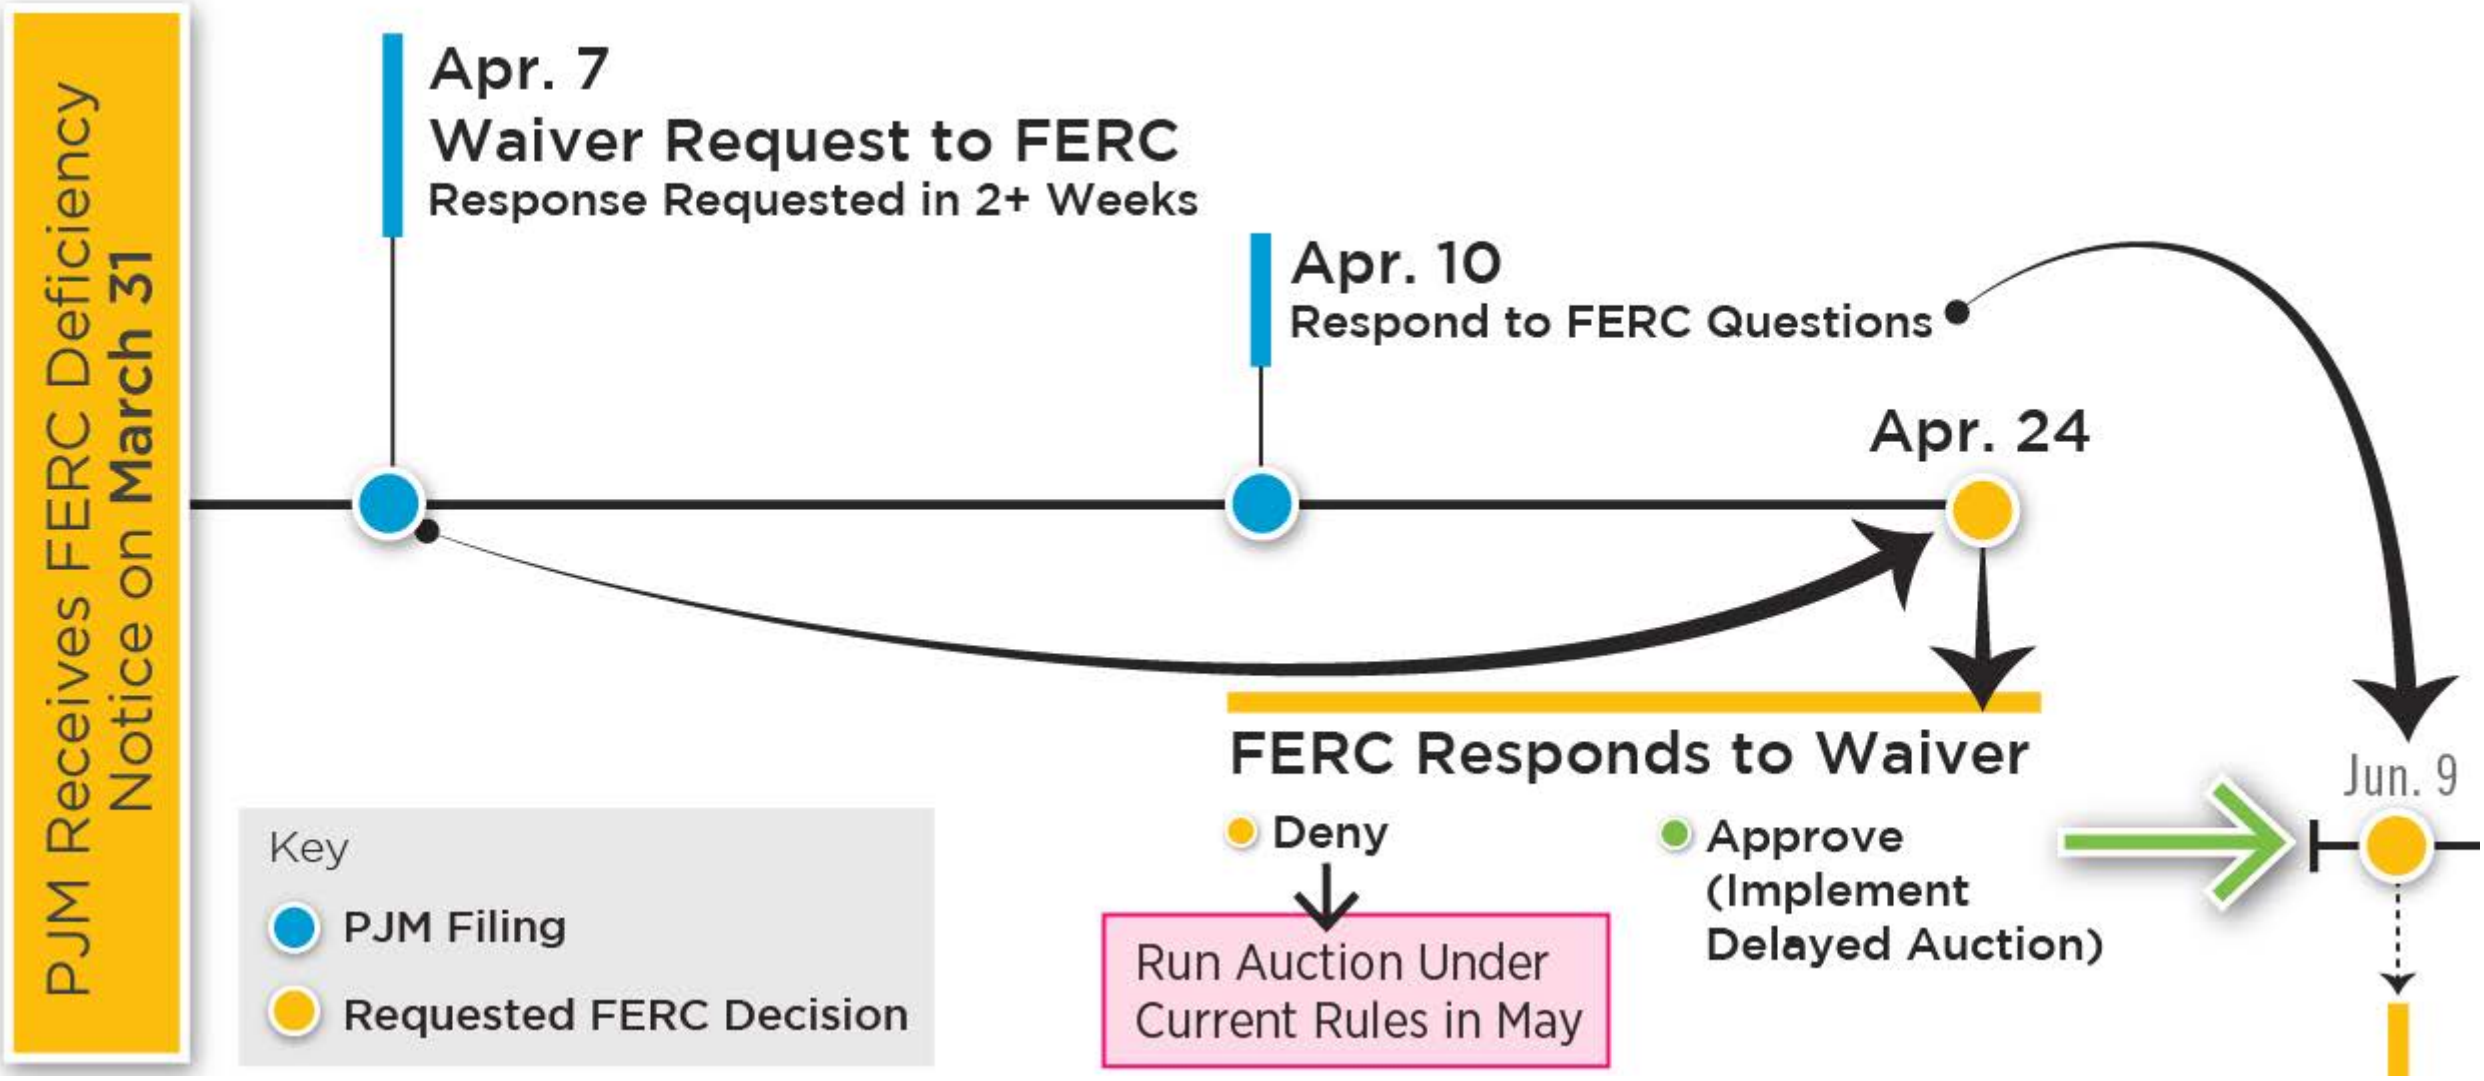 PJM Receives FERC Deficiency
Notice on March 31
Apr. 7
Waiver Request to FERC
Response Requested in 2+ Weeks
Apr. 10
Respond to FERC Questions
Apr. 24
FERC Responds to Waiver
Deny
Run Auction Under
Current Rules in May
Approve
(Implement
Delayed Auction)
Jun. 9
Key
PJM Filing
Requested FERC Decision